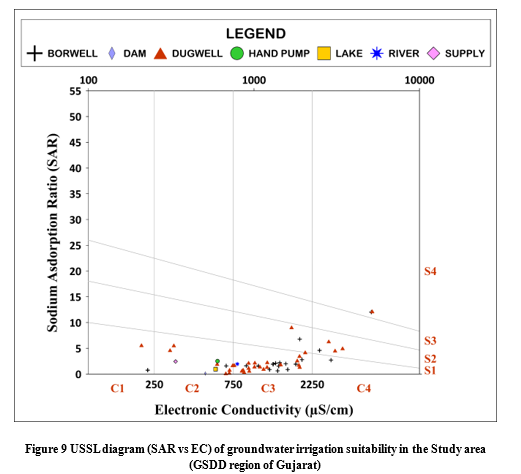 LEGEND
BORWELL DAM DUGWELL HAND PUMP LAKE RIVER SUPPLY
100 1000 10000
55
50
45
40
35
30
25
20
15
10
5
0
Sodium Asdorption Ratio (SAR)
S4
S3
S2
S1
C1 250 C2 750 C3 2250 C4
Electronic Conductivity (µS/cm)
Figure 9 USSL diagram (SAR vs EC) of groundwater irrigation suitability in the Study area
(GSDD region of Gujarat)